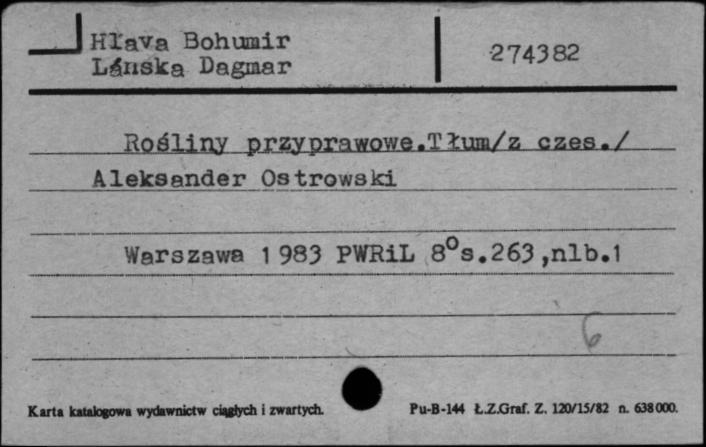 Hlava Bohumir
Lánska Dagmar
274382
Rośliny przyprawowe.Tłum/z czes./
Aleksander Ostrowski
Warszawa 1983 PWRiL 8⁰s.263,nlb.1
6
Karta katalogowa wydawnictw ciągłych i zwartych.
Pu-B-144 Ł.Z.Graf. Z. 120/15/82 n. 638000.